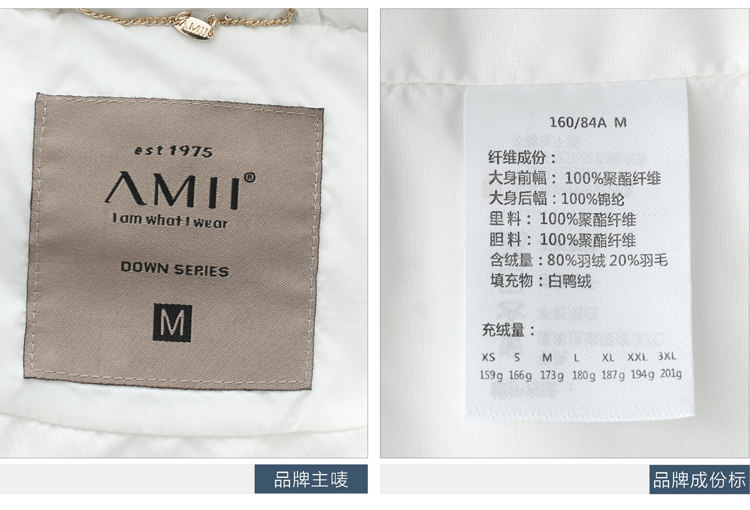 AMII
est 1975
AMII®
I am what I wear
DOWN SERIES
M
品牌主唛
160/84A M
纤维成份：
大身前幅：100%聚酯纤维
大身后幅：100%锦纶
里料：100%聚酯纤维
胆料：100%聚酯纤维
含绒量：80%羽绒 20%羽毛
填充物：白鸭绒
充绒量：
XS S M L XL XXL 3XL
159g 166g 173g 180g 187g 194g 201g
品牌成份标